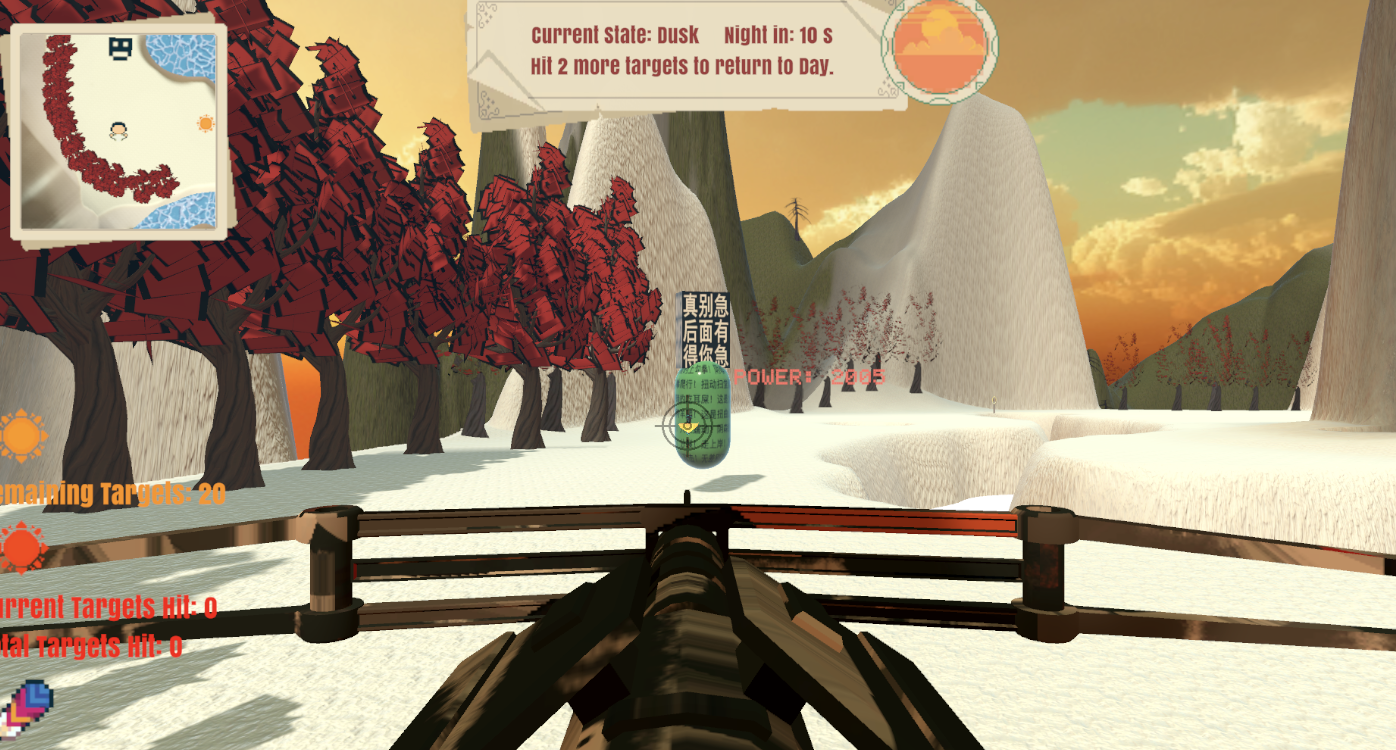 Current State: Dusk Night in: 10 S
Hit 2 more targets to return to Day.
真别急
后面有
得你急
POWER: 2005
emaining Targets: 20
urrent Targets Hit: 0
tal Targets Hit: 0